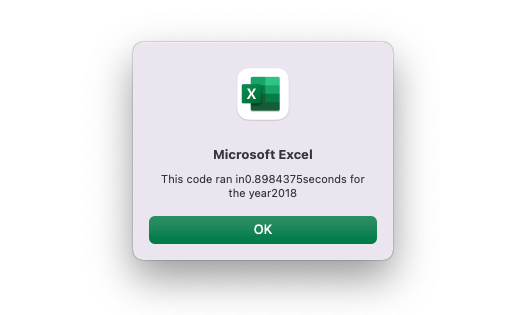 X
Microsoft Excel
This code ran in0.8984375seconds for
the year2018
OK